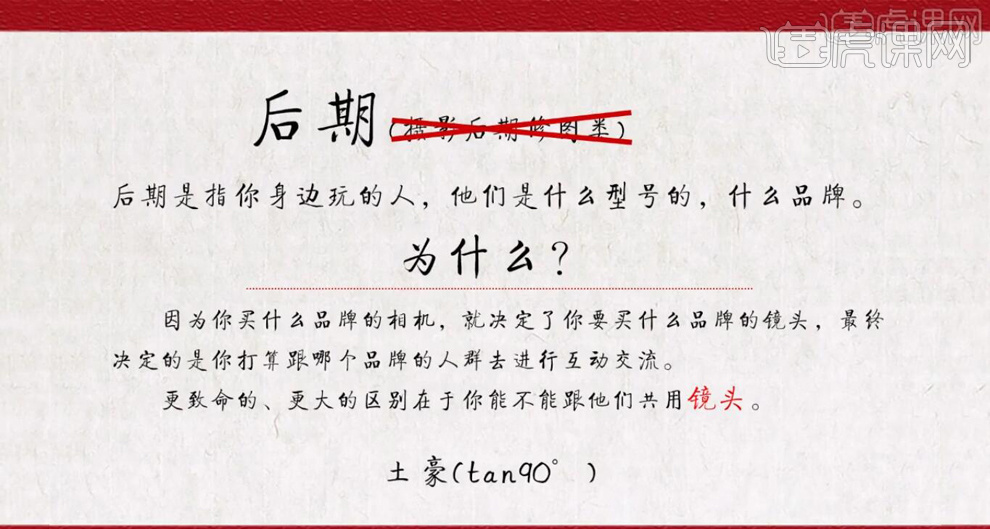 虎课网
后期(摄影后期修图类)
后期是指你身边玩的人，他们是什么型号的，什么品牌。
为什么？
因为你买什么品牌的相机，就决定了你要买什么品牌的镜头，最终
决定的是你打算跟哪个品牌的人群去进行互动交流。
更致命的、更大的区别在于你能不能跟他们共用镜头。
土豪(tan90°)